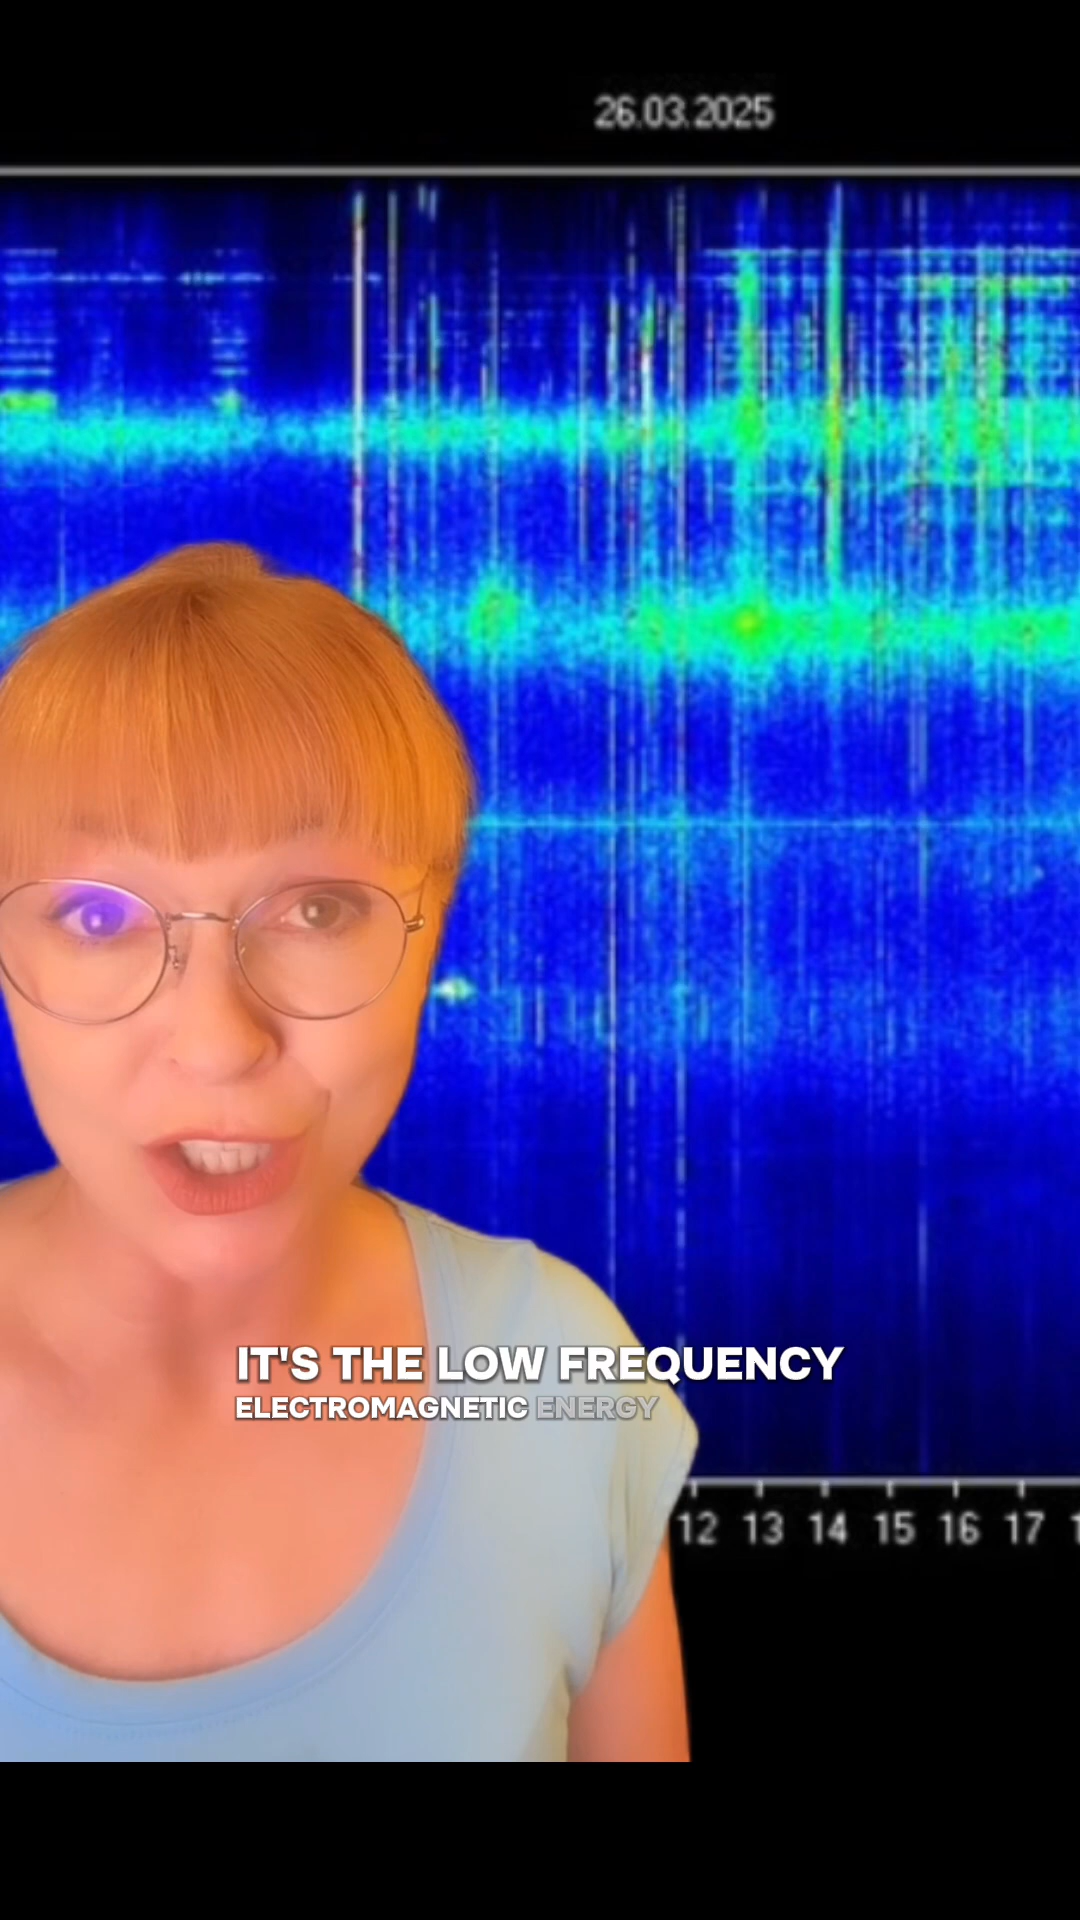 26.03.2025
IT'S THE LOW FREQUENCY
ELECTROMAGNETIC ENERGY
12 13 14 15 16 17